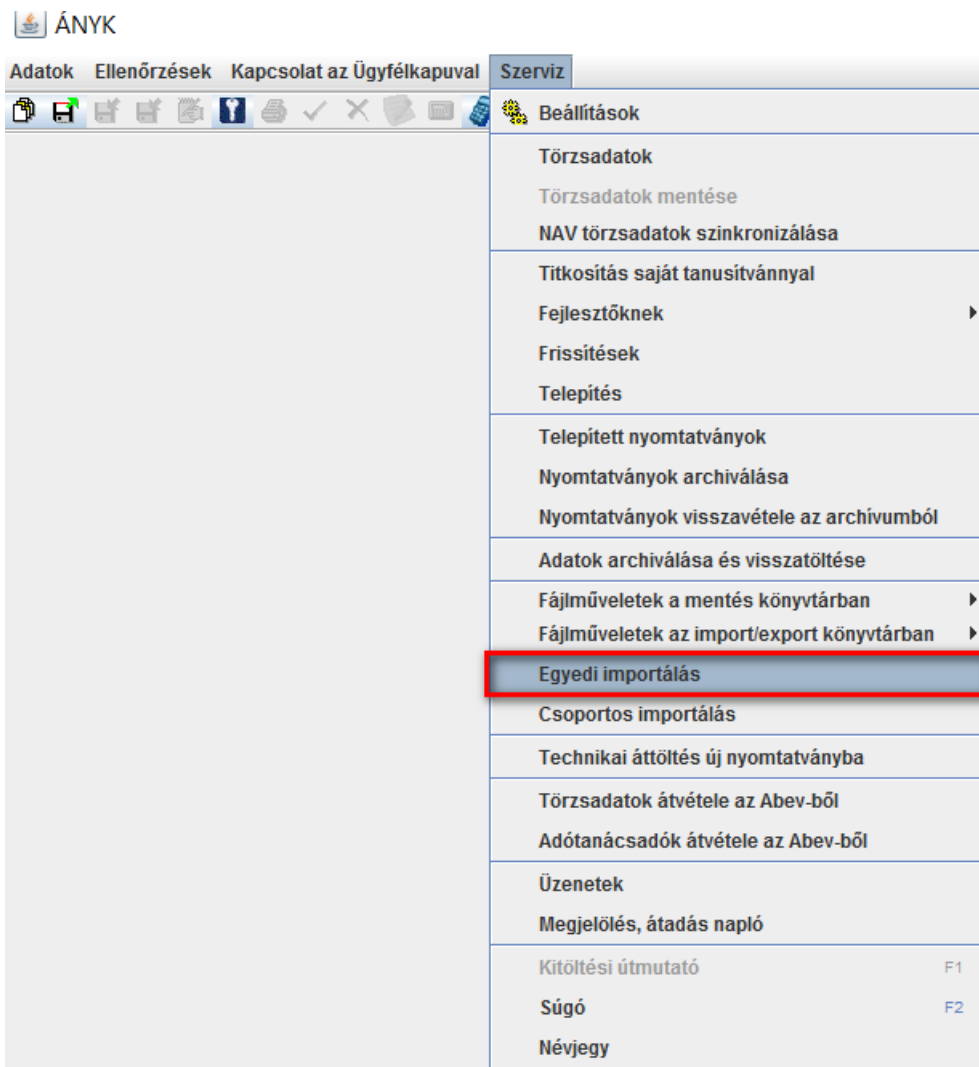 ÁNYK
Adatok Ellenőrzések Kapcsolat az Ügyfélkapuval Szerviz
Beállítások
Törzsadatok
Törzsadatok mentése
NAV törzsadatok szinkronizálása
Titkosítás saját tanusítvánnyal
Fejlesztőknek
Frissítések
Telepítés
Telepített nyomtatványok
Nyomtatványok archiválása
Nyomtatványok visszavétele az archívumból
Adatok archiválása és visszatöltése
Fájlműveletek a mentés könyvtárban
Fájlműveletek az import/export könyvtárban
Egyedi importálás
Csoportos importálás
Technikai áttöltés új nyomtatványba
Törzsadatok átvétele az Abev-ből
Adótanácsadók átvétele az Abev-ből
Üzenetek
Megjelölés, átadás napló
Kitöltési útmutató F1
Súgó F2
Névjegy